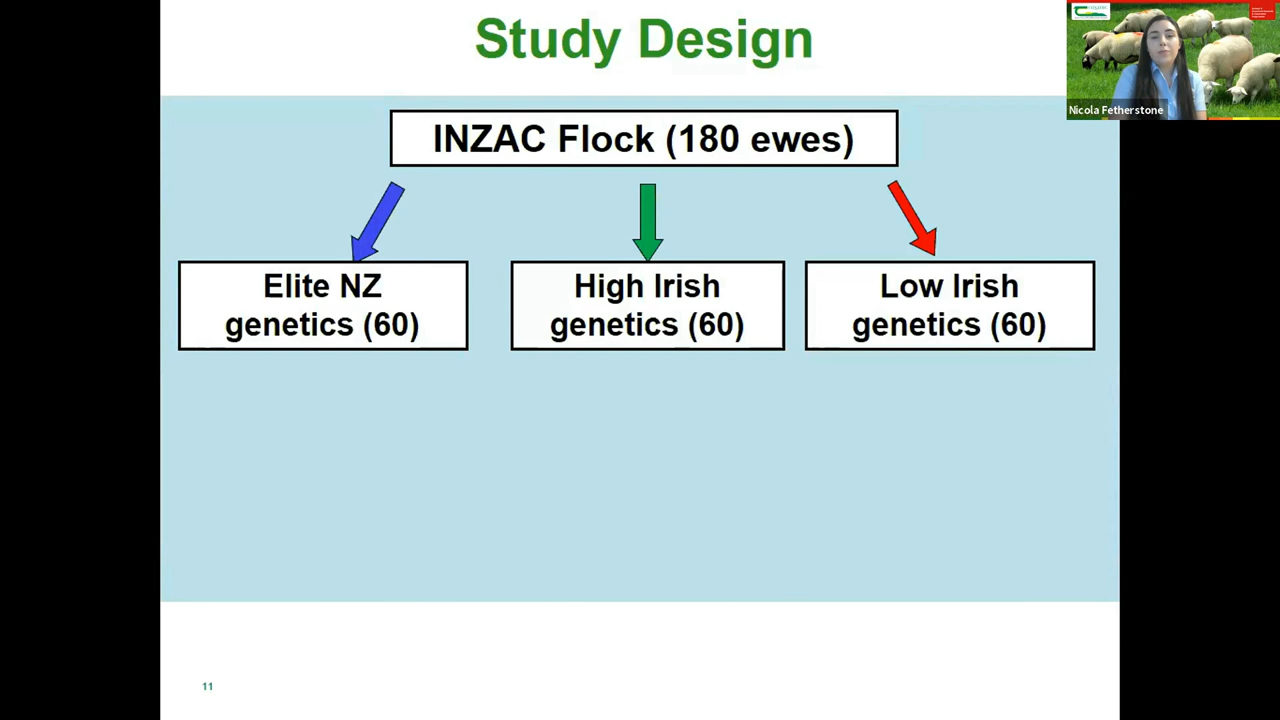 Study Design
INZAC Flock (180 ewes)
Elite NZ
genetics (60)
High Irish
genetics (60)
Low Irish
genetics (60)
11
Nicola Fetherstone